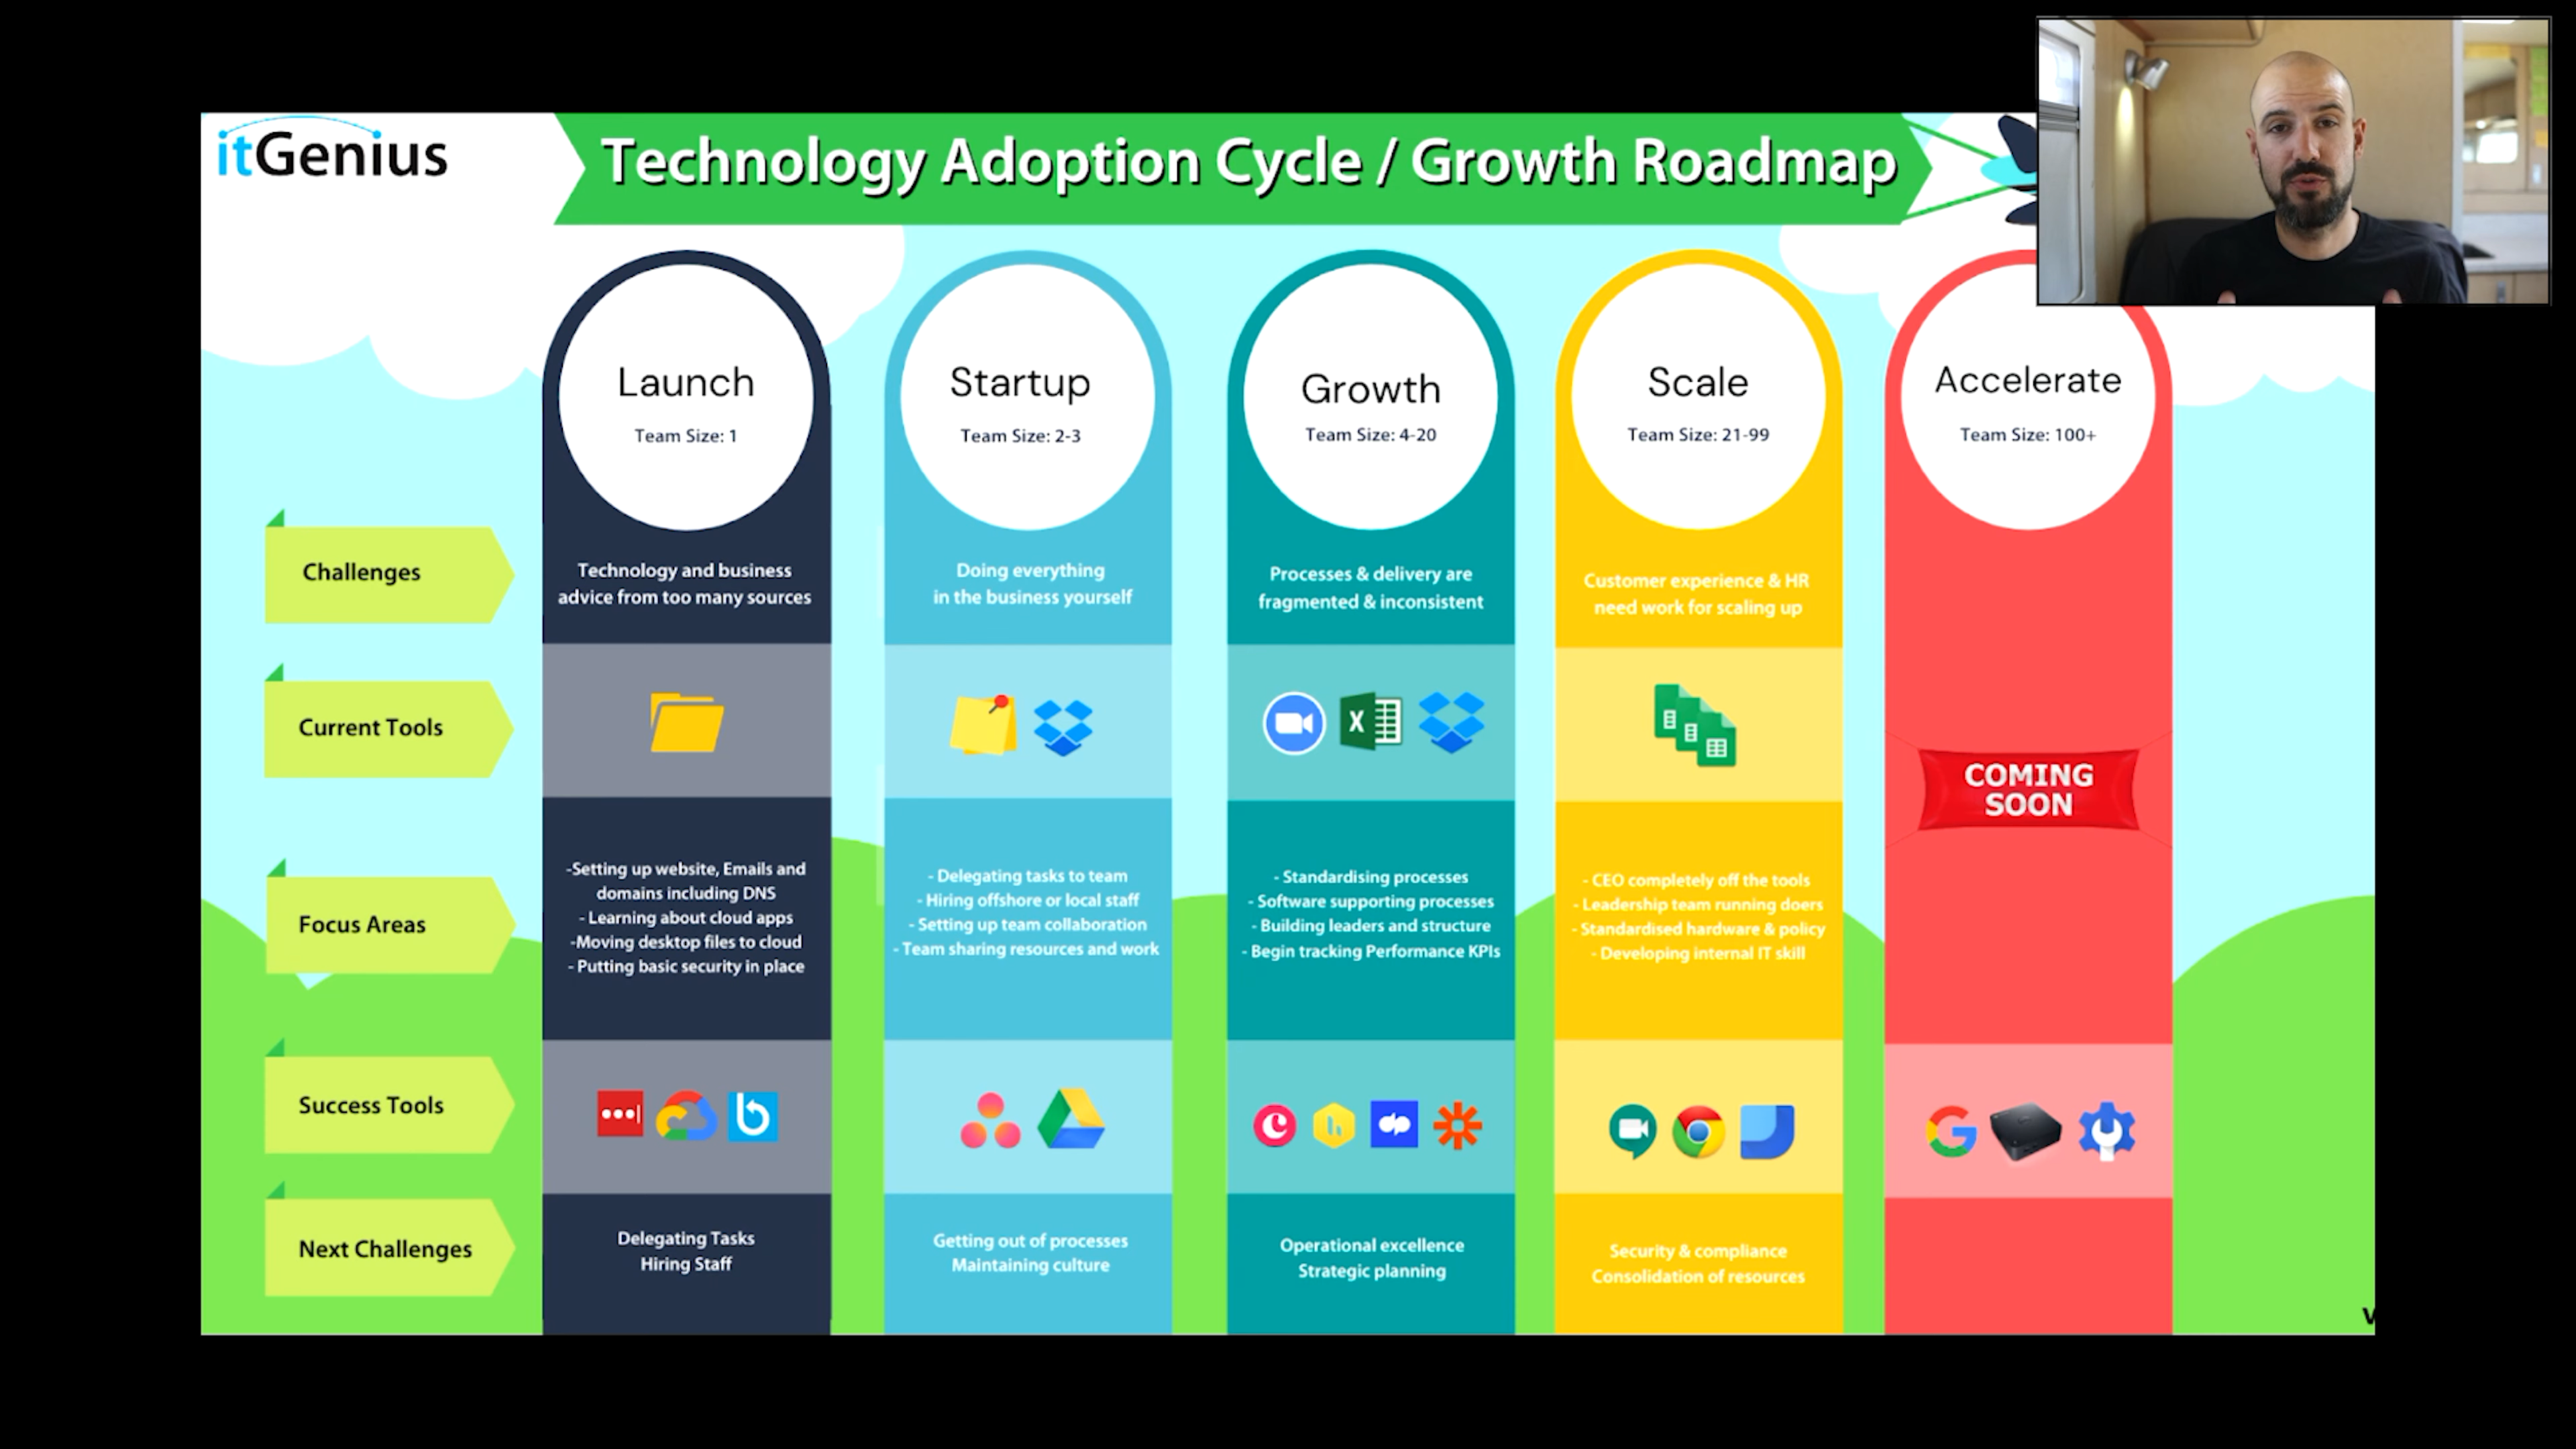 itGenius
Technology Adoption Cycle / Growth Roadmap
Launch
Team Size: 1
Startup
Team Size: 2-3
Growth
Team Size: 4-20
Scale
Team Size: 21-99
Accelerate
Team Size: 100+
Challenges
Technology and business
advice from too many sources
Doing everything
in the business yourself
Processes & delivery are
fragmented & inconsistent
Customer experience & HR
need work for scaling up
Current Tools
X
COMING
SOON
Focus Areas
-Setting up website, Emails and
domains including DNS
- Learning about cloud apps
-Moving desktop files to cloud
- Putting basic security in place
- Delegating tasks to team
- Hiring offshore or local staff
- Setting up team collaboration
- Team sharing resources and work
- Standardising processes
- Software supporting processes
- Building leaders and structure
- Begin tracking Performance KPIs
- CEO completely off the tools
- Leadership team running doers
- Standardised hardware & policy
- Developing internal IT skill
Success Tools
Next Challenges
Delegating Tasks
Hiring Staff
Getting out of processes
Maintaining culture
Operational excellence
Strategic planning
Security & compliance
Consolidation of resources